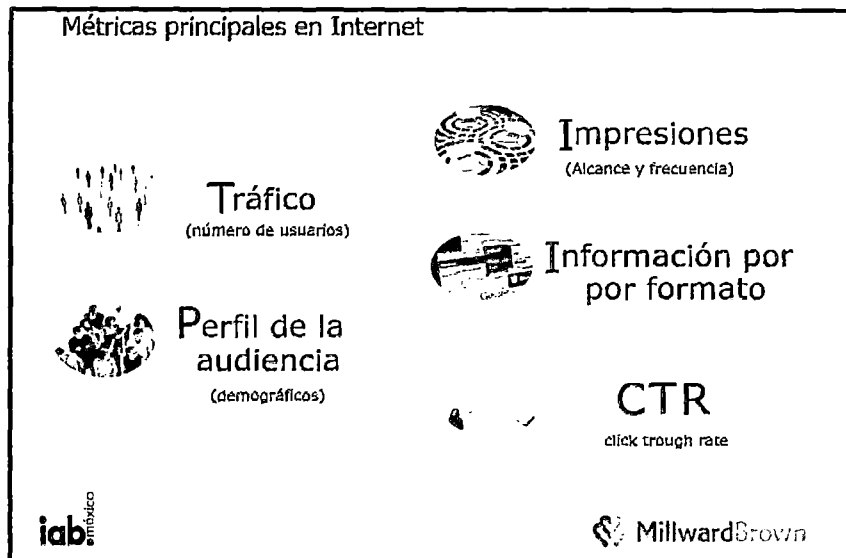 Métricas principales en Internet
Tráfico
(número de usuarios)
Perfil de la
audiencia
(demográficos)
Impresiones
(Alcance y frecuencia)
Información por
por formato
CTR
click trough rate
iab.
méxico
MillwardBrown